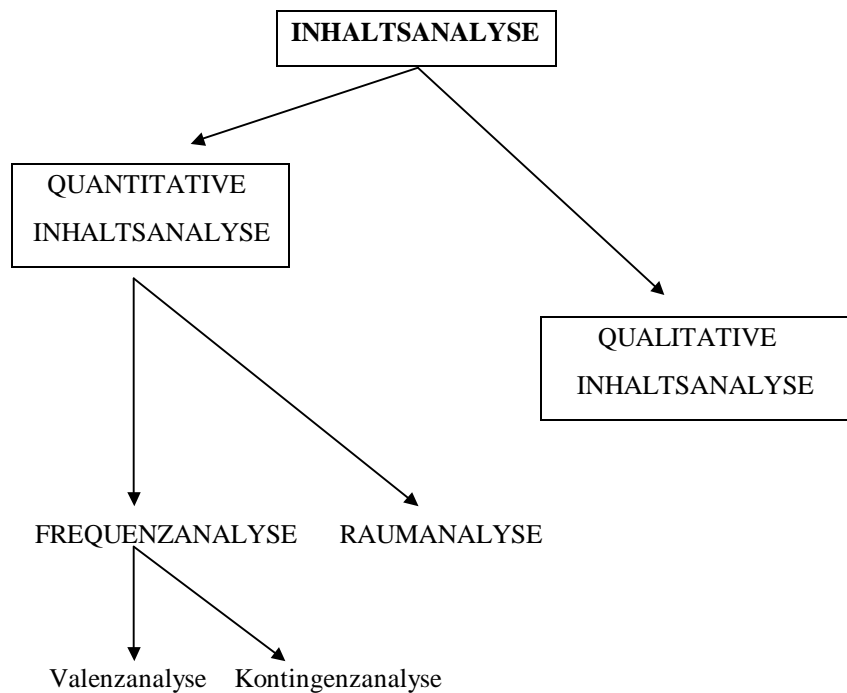 INHALTSANALYSE
QUANTITATIVE
INHALTSANALYSE
QUALITATIVE
INHALTSANALYSE
FREQUENZANALYSE RAUMANALYSE
Valenzanalyse Kontingenzanalyse